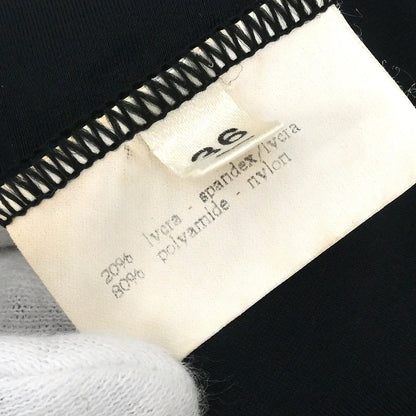 36
20% lycra - spandex/lycra
80% polyamide - nylon